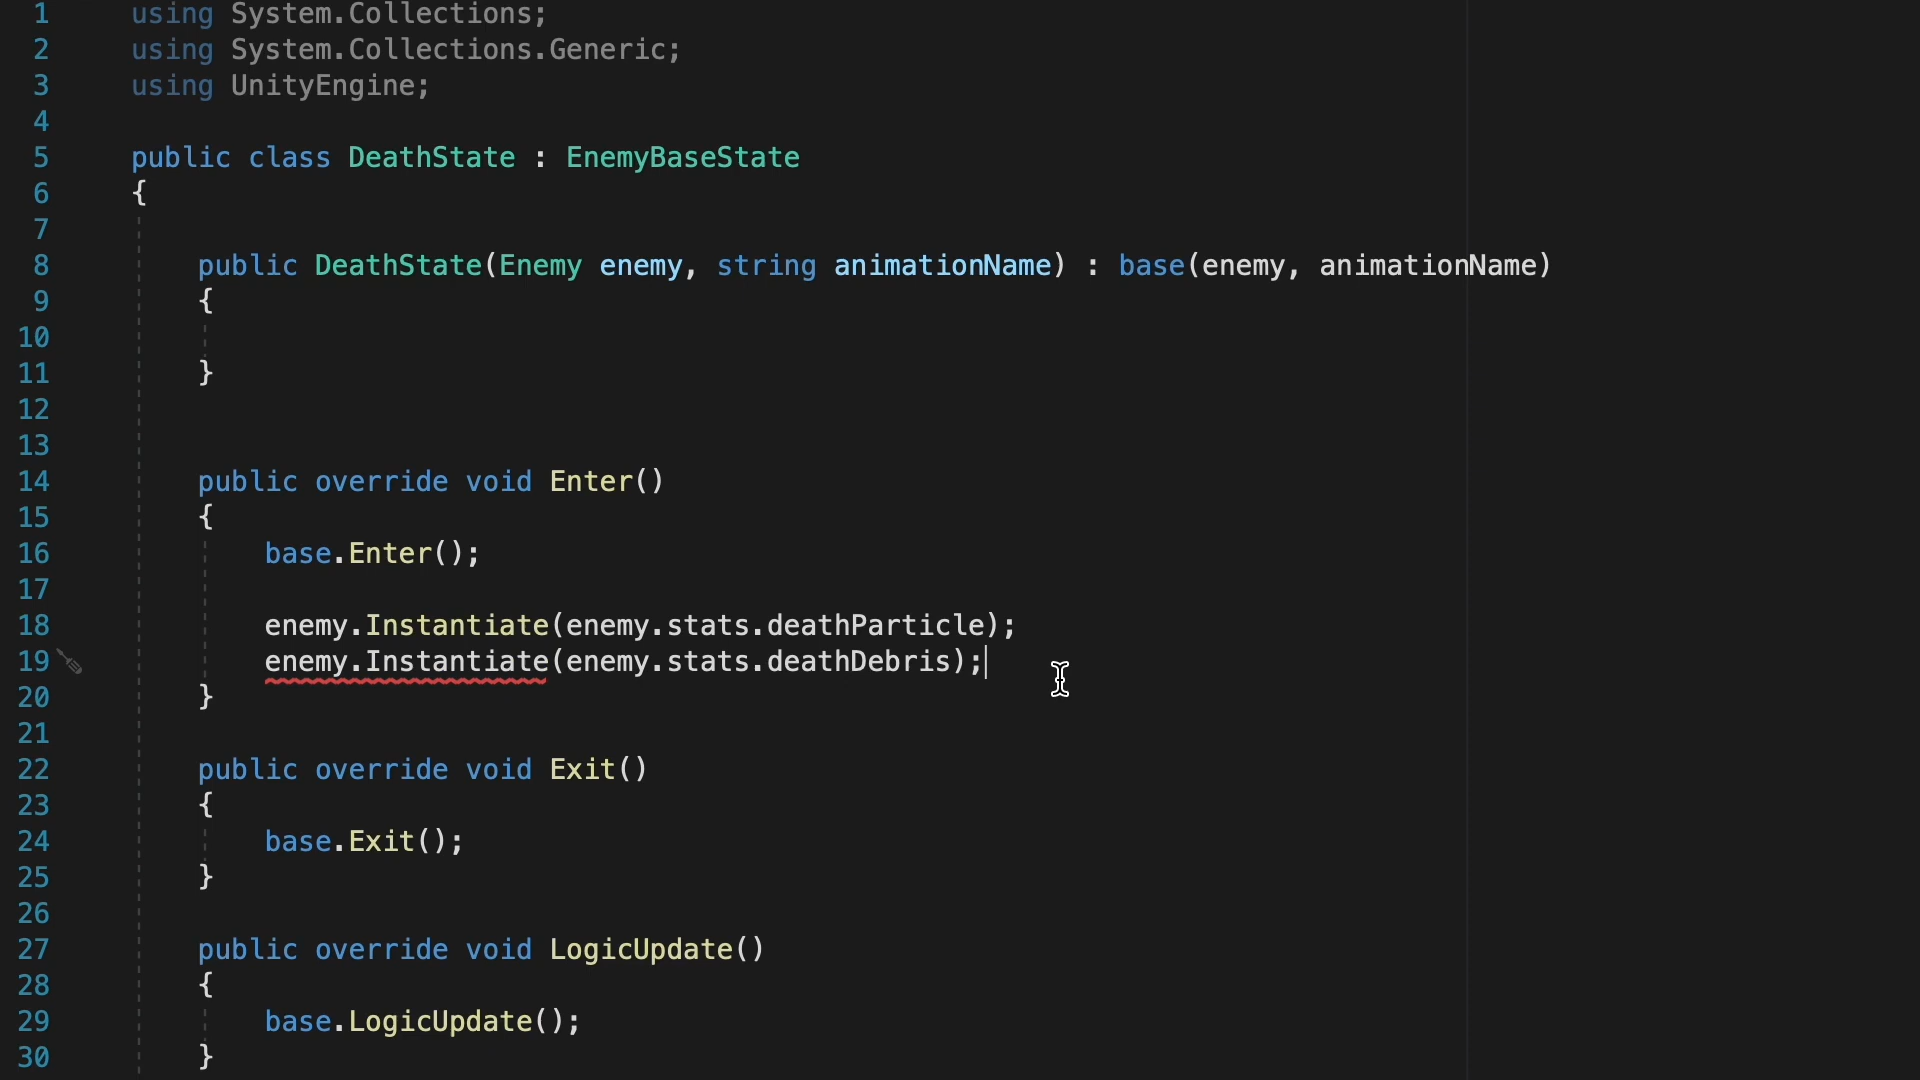 1 using System.Collections;
2 using System.Collections.Generic;
3 using UnityEngine;
4
5 public class DeathState : EnemyBaseState
6 {
7
8 public DeathState(Enemy enemy, string animationName) : base(enemy, animationName)
9 {
10
11 }
12
13
14 public override void Enter()
15 {
16 base.Enter();
17
18 enemy.Instantiate(enemy.stats.deathParticle);
19 enemy.Instantiate(enemy.stats.deathDebris);
20 }
21
22 public override void Exit()
23 {
24 base.Exit();
25 }
26
27 public override void LogicUpdate()
28 {
29 base.LogicUpdate();
30 }